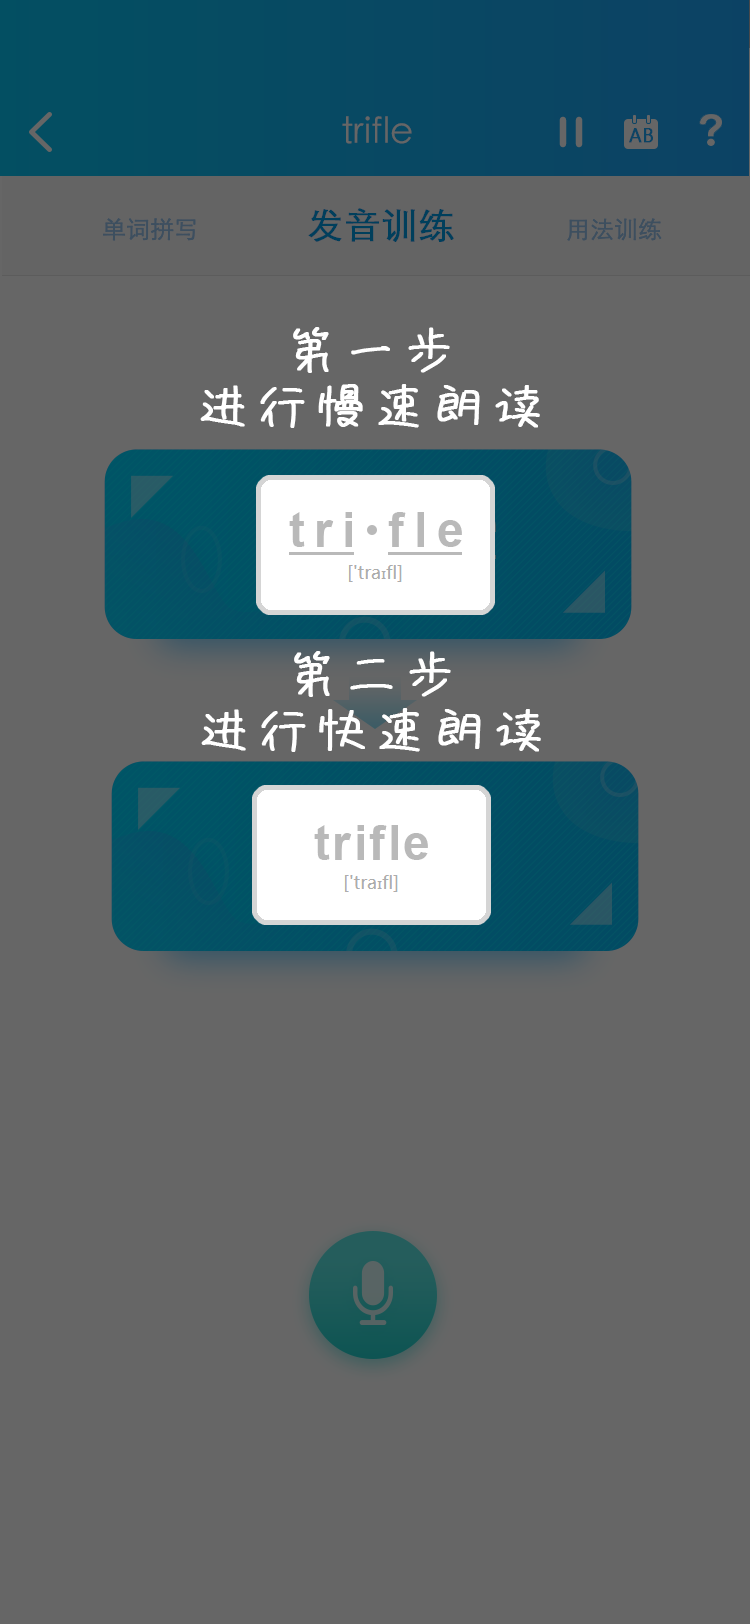 trifle
AB
?
单词拼写 发音训练 用法训练
第一步
进行慢速朗读
tri·fle
['traɪfl]
第二步
进行快速朗读
trifle
['traɪfl]